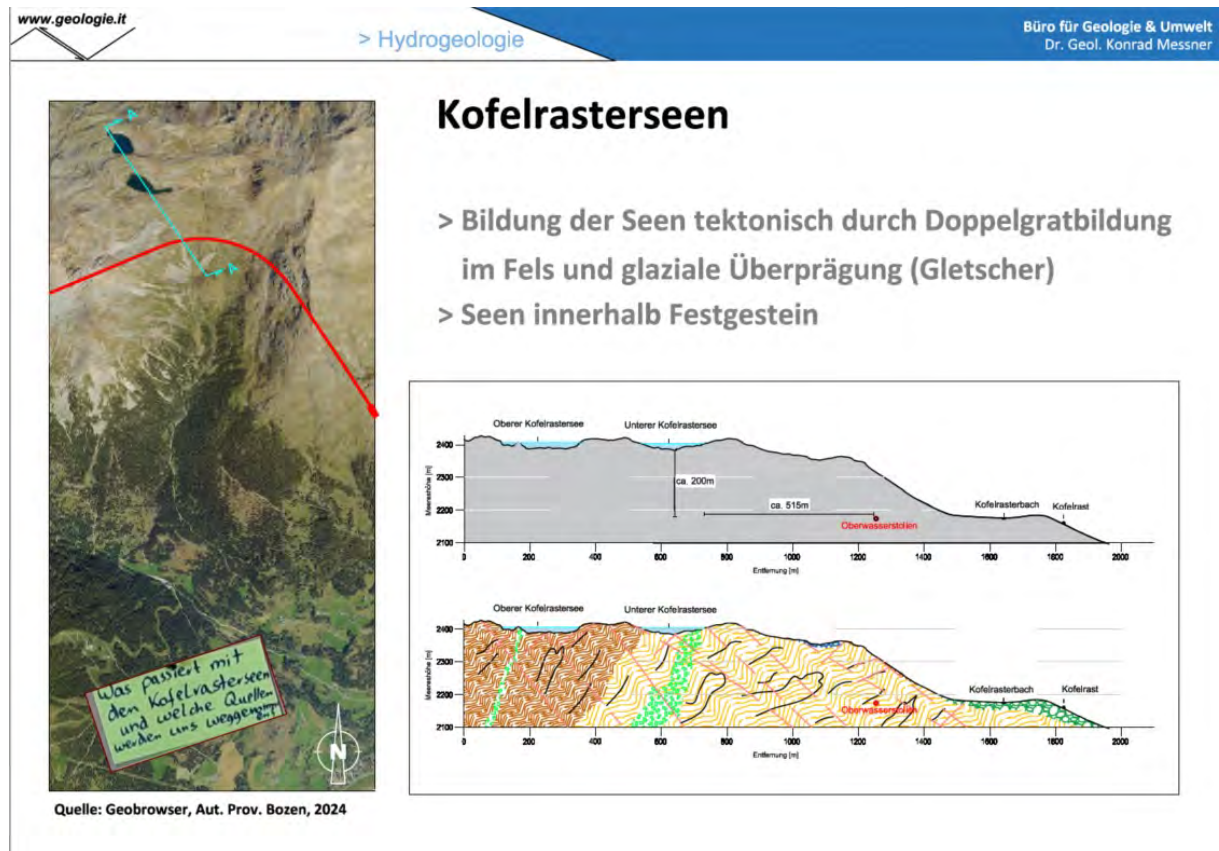 www.geologie.it
> Hydrogeologie
Büro für Geologie & Umwelt
Dr. Geol. Konrad Messner
Kofelrasterseen
> Bildung der Seen tektonisch durch Doppelgratbildung
im Fels und glaziale Überprägung (Gletscher)
> Seen innerhalb Festgestein
A
A
Was passiert mit
den Kofelrasterseen
und welche Quellen
werden uns
N
Quelle: Geobrowser, Aut. Prov. Bozen, 2024
Oberer Kofelrastersee Unterer Kofelrastersee
Meereshöhe [m]
2400
2300
2200
2100
ca. 200m
ca. 515m
Oberwasserstollen
Kofelrasterbach Kofelrast
0 200 400 600 800 1000 1200 1400 1600 1800 2000
Entfernung [m]
Oberer Kofelrastersee Unterer Kofelrastersee
Meereshöhe [m]
2400
2300
2200
2100
Oberwasserstollen
Kofelrasterbach Kofelrast
0 200 400 600 800 1000 1200 1400 1600 1800 2000
Entfernung [m]